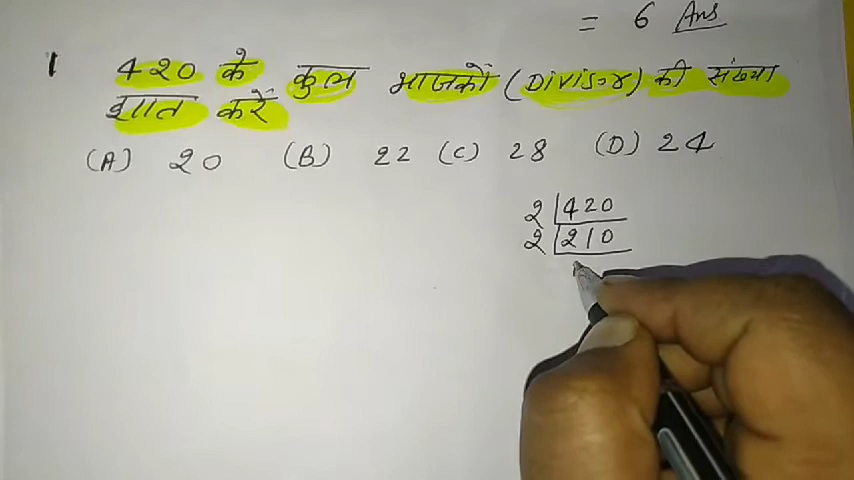 = 6 Ans
1 420 के कुल भाजकों (Divisor) की संख्या
ज्ञात करें
(A) 20 (B) 22 (C) 28 (D) 24
2 420
2 210